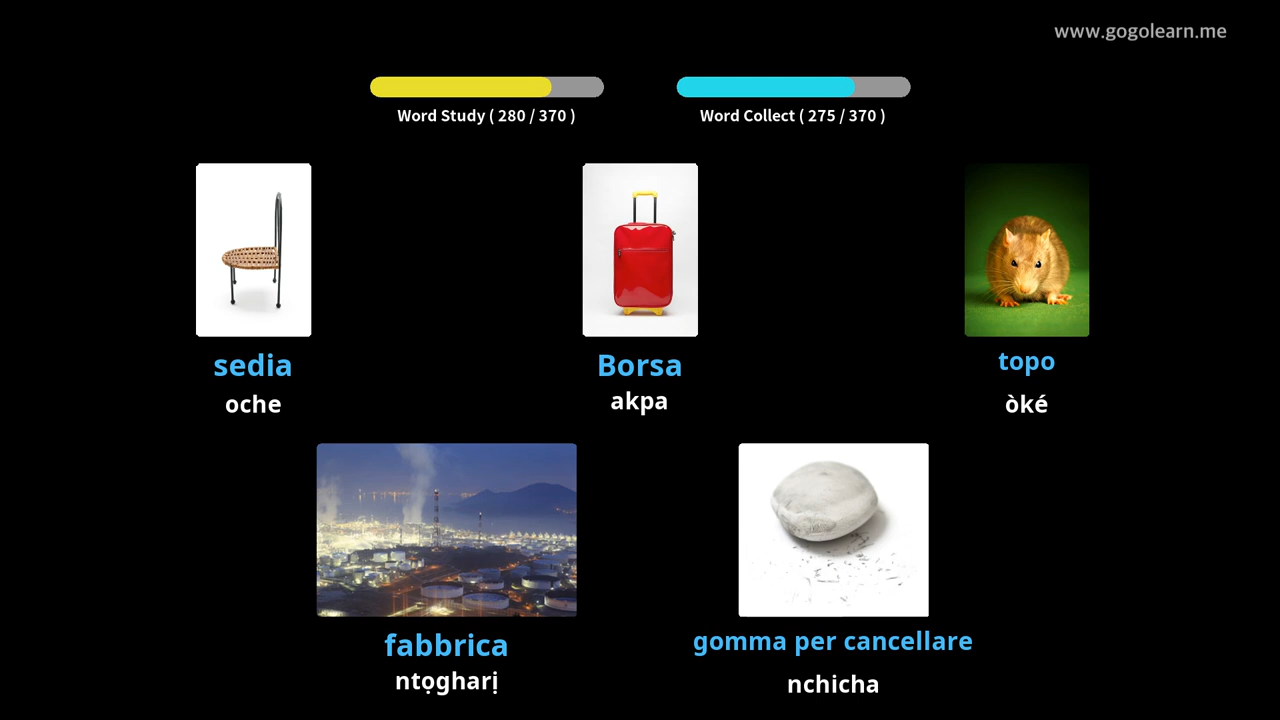 www.gogolearn.me
Word Study ( 280 / 370 )
Word Collect ( 275 / 370 )
sedia
oche
Borsa
akpa
topo
òké
fabbrica
ntọgharị
gomma per cancellare
nchicha